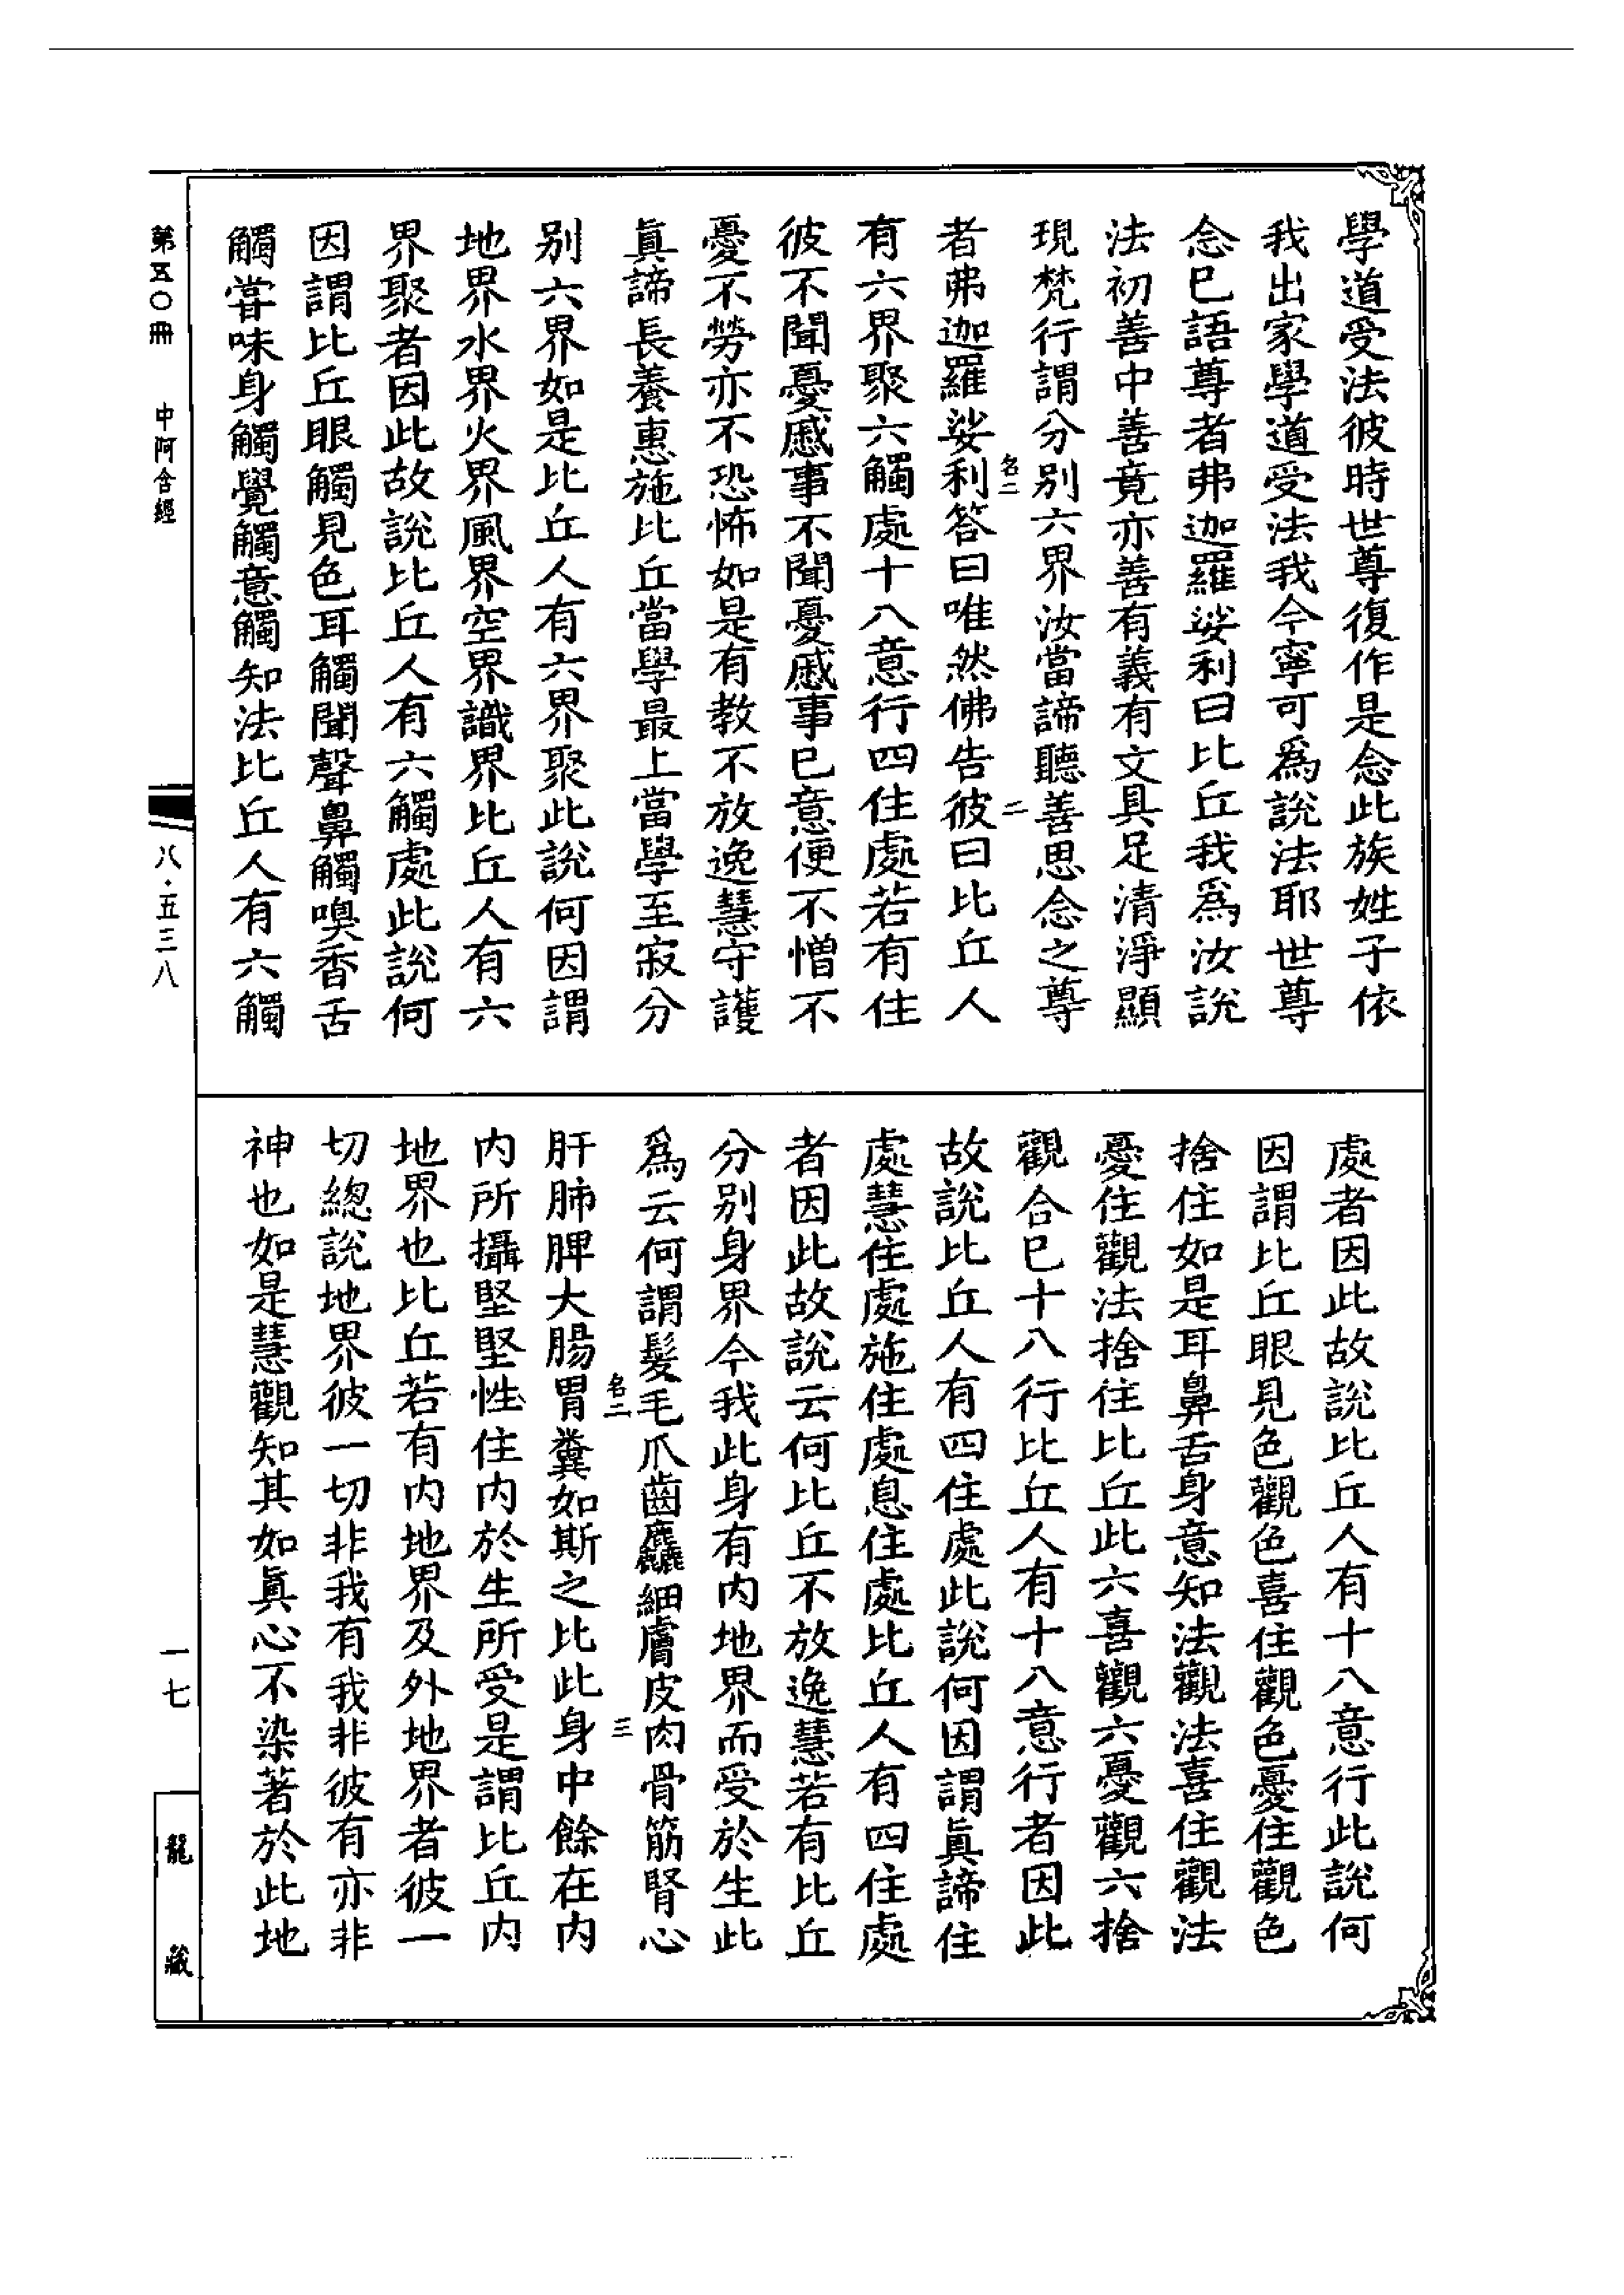 學道受法彼時世尊復作是念此族姓子依
我出家學道受法我今寧可爲說法耶世尊
念已語尊者弗迦羅娑利曰比丘我爲汝說
法初善中善竟亦善有義有文具足清淨顯
現梵行謂分別六界汝當諦聽善思念之尊
名二
二
者弗迦羅娑利答曰唯然佛告彼曰比丘人
有六界聚六觸處十八意行四住處若有住
彼不聞憂慼事不聞憂慼事已意便不憎不
憂不勞亦不恐怖如是有教不放逸慧守護
眞諦長養惠施比丘當學最上當學至寂分
别六界如是比丘人有六界聚此說何因謂
地界水界火界風界空界識界比丘人有六
界聚者因此故說比丘人有六觸處此說何
因謂比丘眼觸見色耳觸聞聲鼻觸嗅香舌
觸甞味身觸覺觸意觸知法比丘人有六觸
處者因此故說比丘人有十八意行此說何
因謂比丘眼見色觀色喜住觀色憂住觀色
捨住如是耳鼻舌身意知法觀法喜住觀法
憂住觀法捨住比丘此六喜觀六憂觀六捨
觀合已十八行比丘人有十八意行者因此
故說比丘人有四住處此說何因謂眞諦住
處慧住處施住處息住處比丘人有四住處
者因此故說云何比丘不放逸慧若有比丘
分別身界今我此身有内地界而受於生此
爲云何謂髮毛爪齒麤細膚皮肉骨筋腎心
名二
三
肝肺脾大腸胃糞如斯之比此身中餘在内
内所攝堅堅性住内於生所受是謂比丘内
地界也比丘若有内地界及外地界者彼一
切總說地界彼一切非我有我非彼有亦非
神也如是慧觀知其如眞心不染著於此地
第五〇冊 中阿含經
八·五三八
一七
龍藏